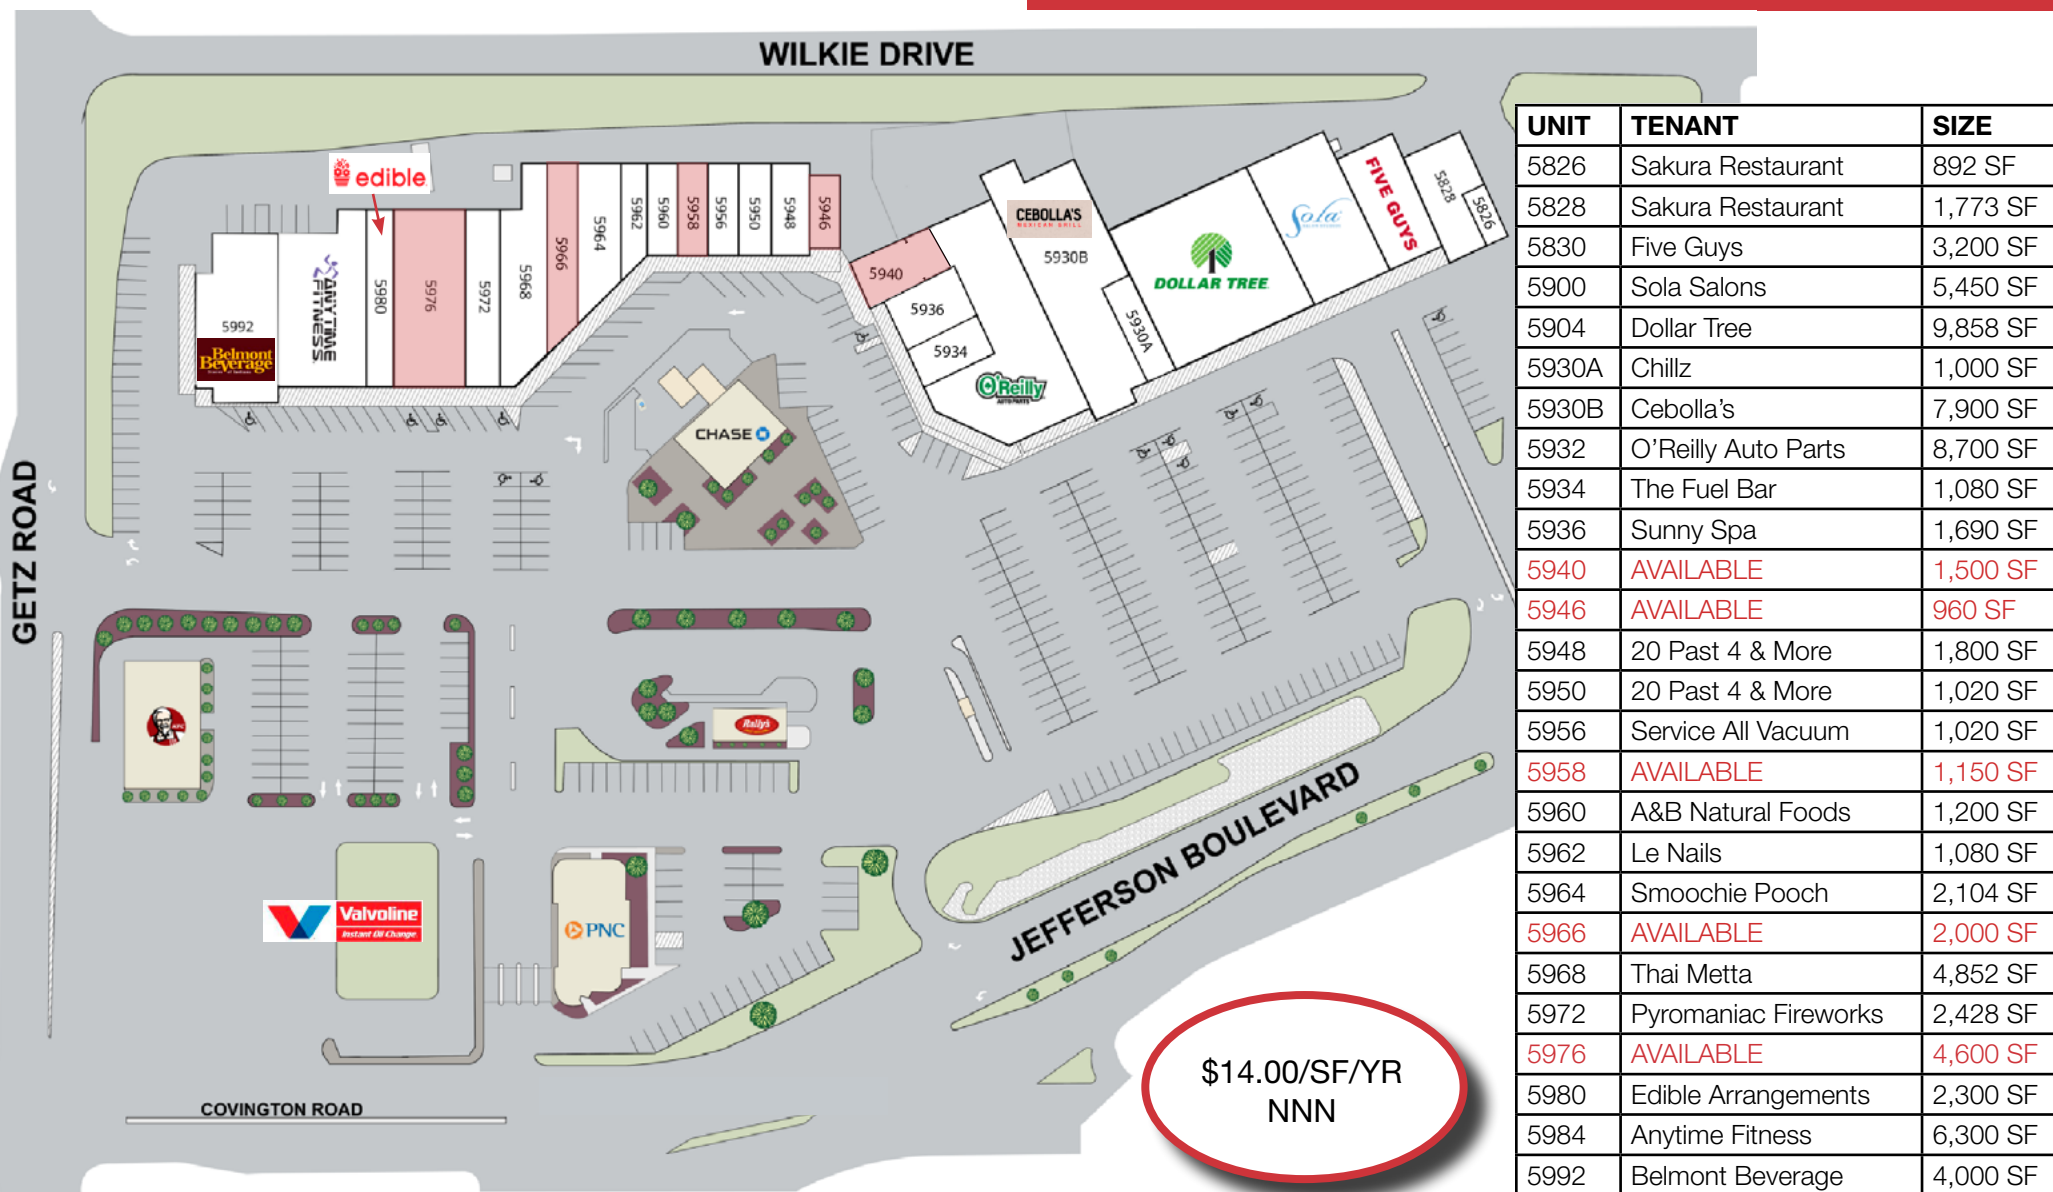 WILKIE DRIVE
edible
5992
Belmont
Beverage
ANYTIME
FITNESS
5980
5976
5972
5968
5966
5964
5962
5960
5958
5956
5950
5948
5946
5940
5936
5934
O'Reilly
AUTO PARTS
CEBOLLA'S
MEXICAN GRILL
5930B
5930A
DOLLAR TREE
Sola
FIVE GUYS
5828
5826
CHASE
GETZ ROAD
KFC
Rally's
Valvoline
Instant Oil Change
PNC
JEFFERSON BOULEVARD
COVINGTON ROAD
$14.00/SF/YR
NNN
UNIT TENANT SIZE
5826 Sakura Restaurant 892 SF
5828 Sakura Restaurant 1,773 SF
5830 Five Guys 3,200 SF
5900 Sola Salons 5,450 SF
5904 Dollar Tree 9,858 SF
5930A Chillz 1,000 SF
5930B Cebolla’s 7,900 SF
5932 O’Reilly Auto Parts 8,700 SF
5934 The Fuel Bar 1,080 SF
5936 Sunny Spa 1,690 SF
5940 AVAILABLE 1,500 SF
5946 AVAILABLE 960 SF
5948 20 Past 4 & More 1,800 SF
5950 20 Past 4 & More 1,020 SF
5956 Service All Vacuum 1,020 SF
5958 AVAILABLE 1,150 SF
5960 A&B Natural Foods 1,200 SF
5962 Le Nails 1,080 SF
5964 Smoochie Pooch 2,104 SF
5966 AVAILABLE 2,000 SF
5968 Thai Metta 4,852 SF
5972 Pyromaniac Fireworks 2,428 SF
5976 AVAILABLE 4,600 SF
5980 Edible Arrangements 2,300 SF
5984 Anytime Fitness 6,300 SF
5992 Belmont Beverage 4,000 SF